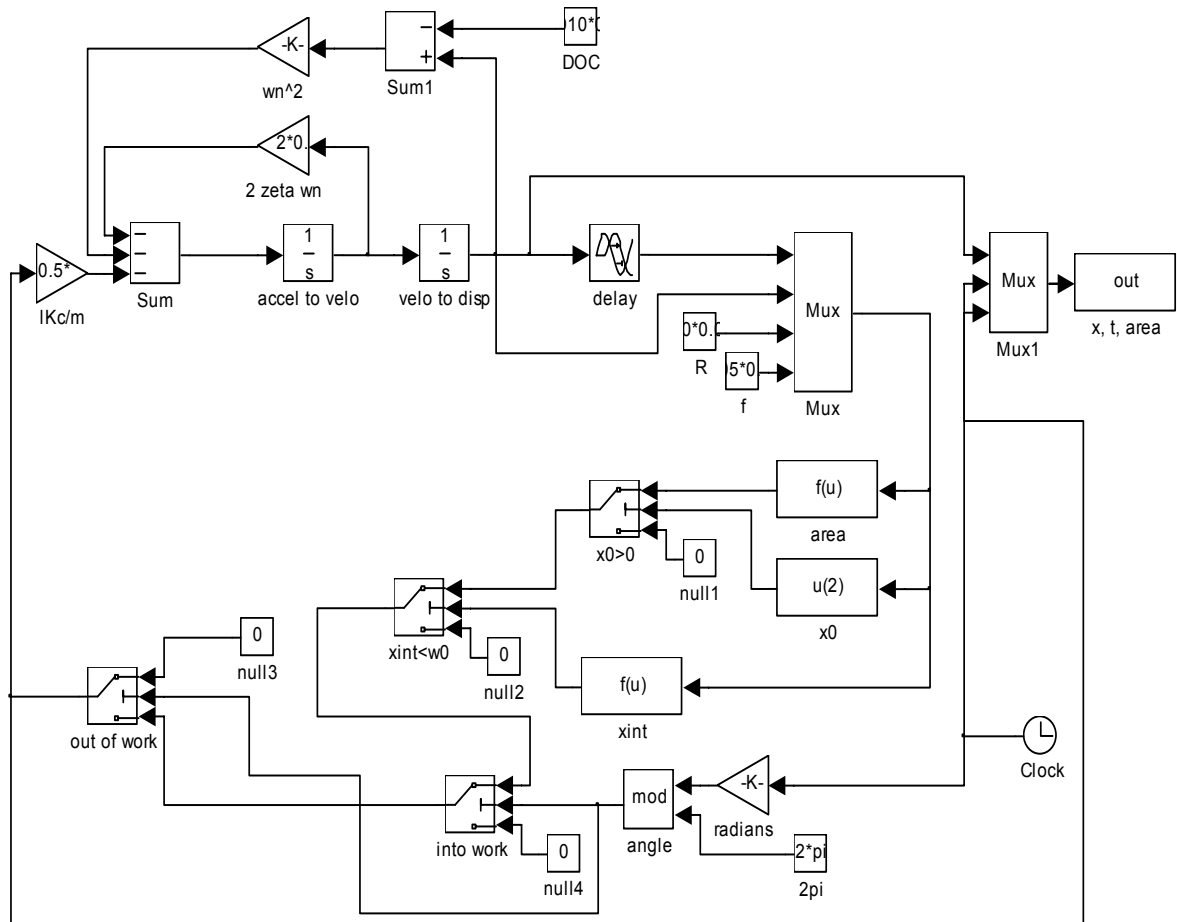 -K-
wn^2
−
+
Sum1
10*
DOC
2*0.
2 zeta wn
0.5*
IKc/m
−
−
−
Sum
1
s
accel to velo
1
s
velo to disp
delay
0*0.
R
5*0
f
Mux
Mux
Mux
Mux1
out
x, t, area
f(u)
area
x0>0
0
null1
u(2)
x0
xint<w0
0
null2
f(u)
xint
0
null3
out of work
into work
0
null4
mod
angle
-K-
radians
2*pi
2pi
Clock